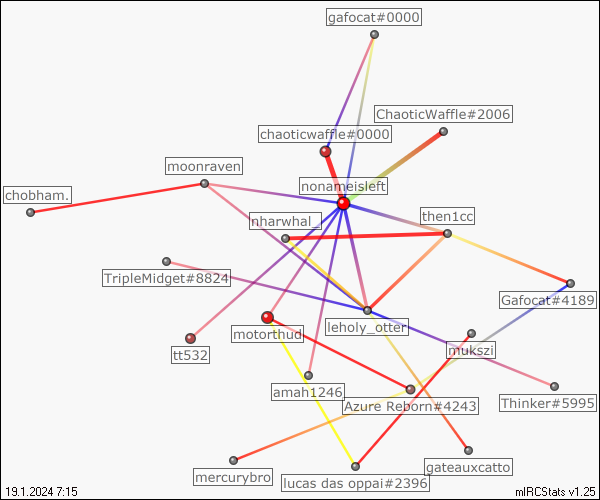 gafocat#0000
ChaoticWaffle#2006
chaoticwaffle#0000
moonraven
nonameisleft
chobham.
nharwhal_
then1cc
TripleMidget#8824
Gafocat#4189
leholy_otter
motorthud
mukszi
tt532
amah1246
Azure Reborn#4243
Thinker#5995
gateauxcatto
mercurybro
lucas das oppai#2396
19.1.2024 7:15
mIRCStats v1.25